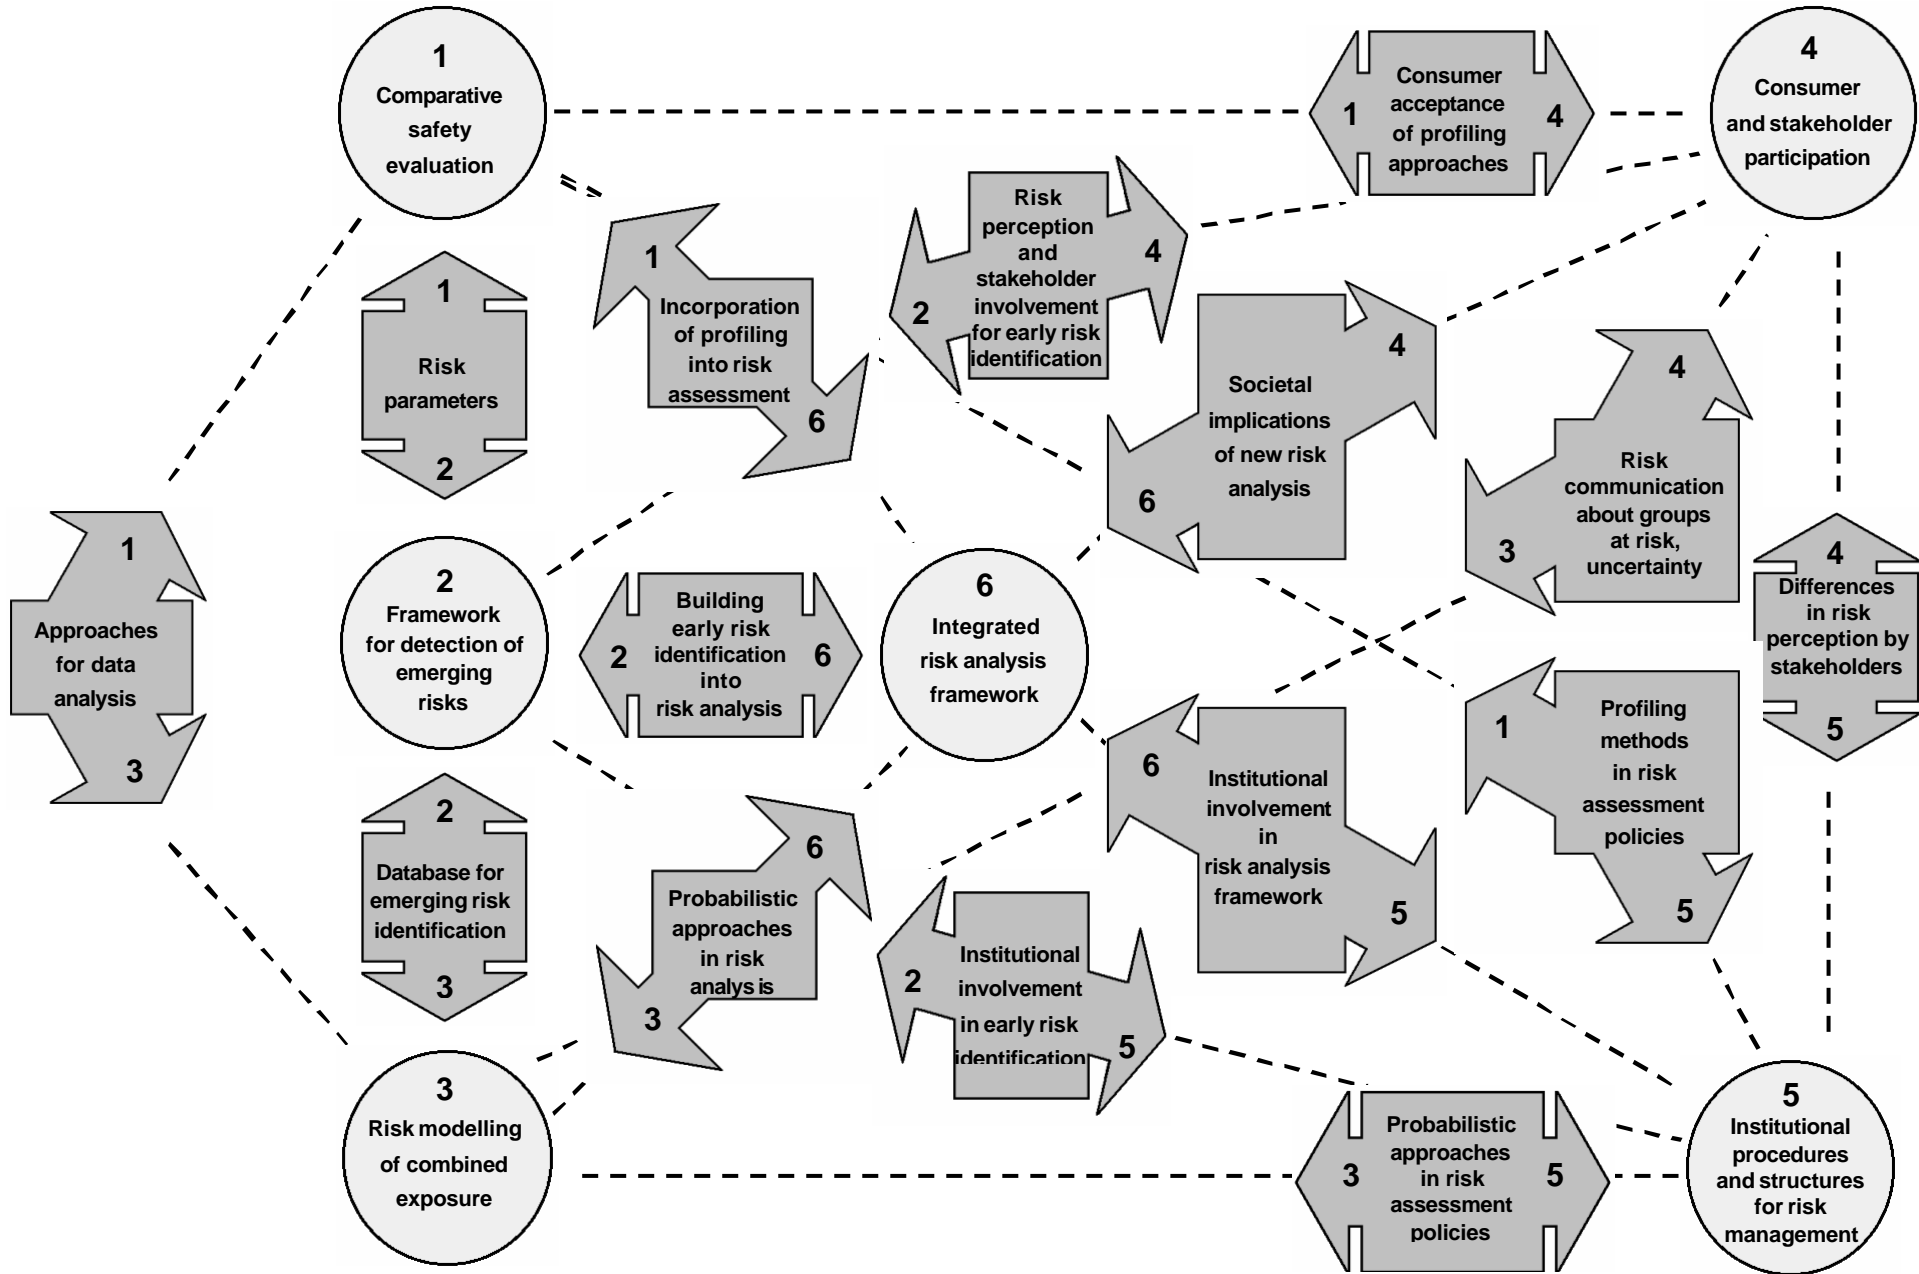 1
Comparative
safety
evaluation
1
Consumer
acceptance
of profiling
approaches
4
4
Consumer
and stakeholder
participation
1
Incorporation
of profiling
into risk
assessment
6
2
Risk
perception
and
stakeholder
involvement
for early risk
identification
4
1
Risk
parameters
2
4
Societal
implications
of new risk
analysis
6
4
Risk
communication
about groups
at risk,
uncertainty
3
1
Approaches
for data
analysis
3
2
Framework
for detection of
emerging
risks
2
Building
early risk
identification
into
risk analysis
6
6
Integrated
risk analysis
framework
4
Differences
in risk
perception by
stakeholders
5
6
Institutional
involvement
in
risk analysis
framework
5
1
Profiling
methods
in risk
assessment
policies
5
2
Database for
emerging risk
identification
3
6
Probabilistic
approaches
in risk
analys is
3
2
Institutional
involvement
in early risk
identification
5
3
Risk modelling
of combined
exposure
3
Probabilistic
approaches
in risk
assessment
policies
5
5
Institutional
procedures
and structures
for risk
management